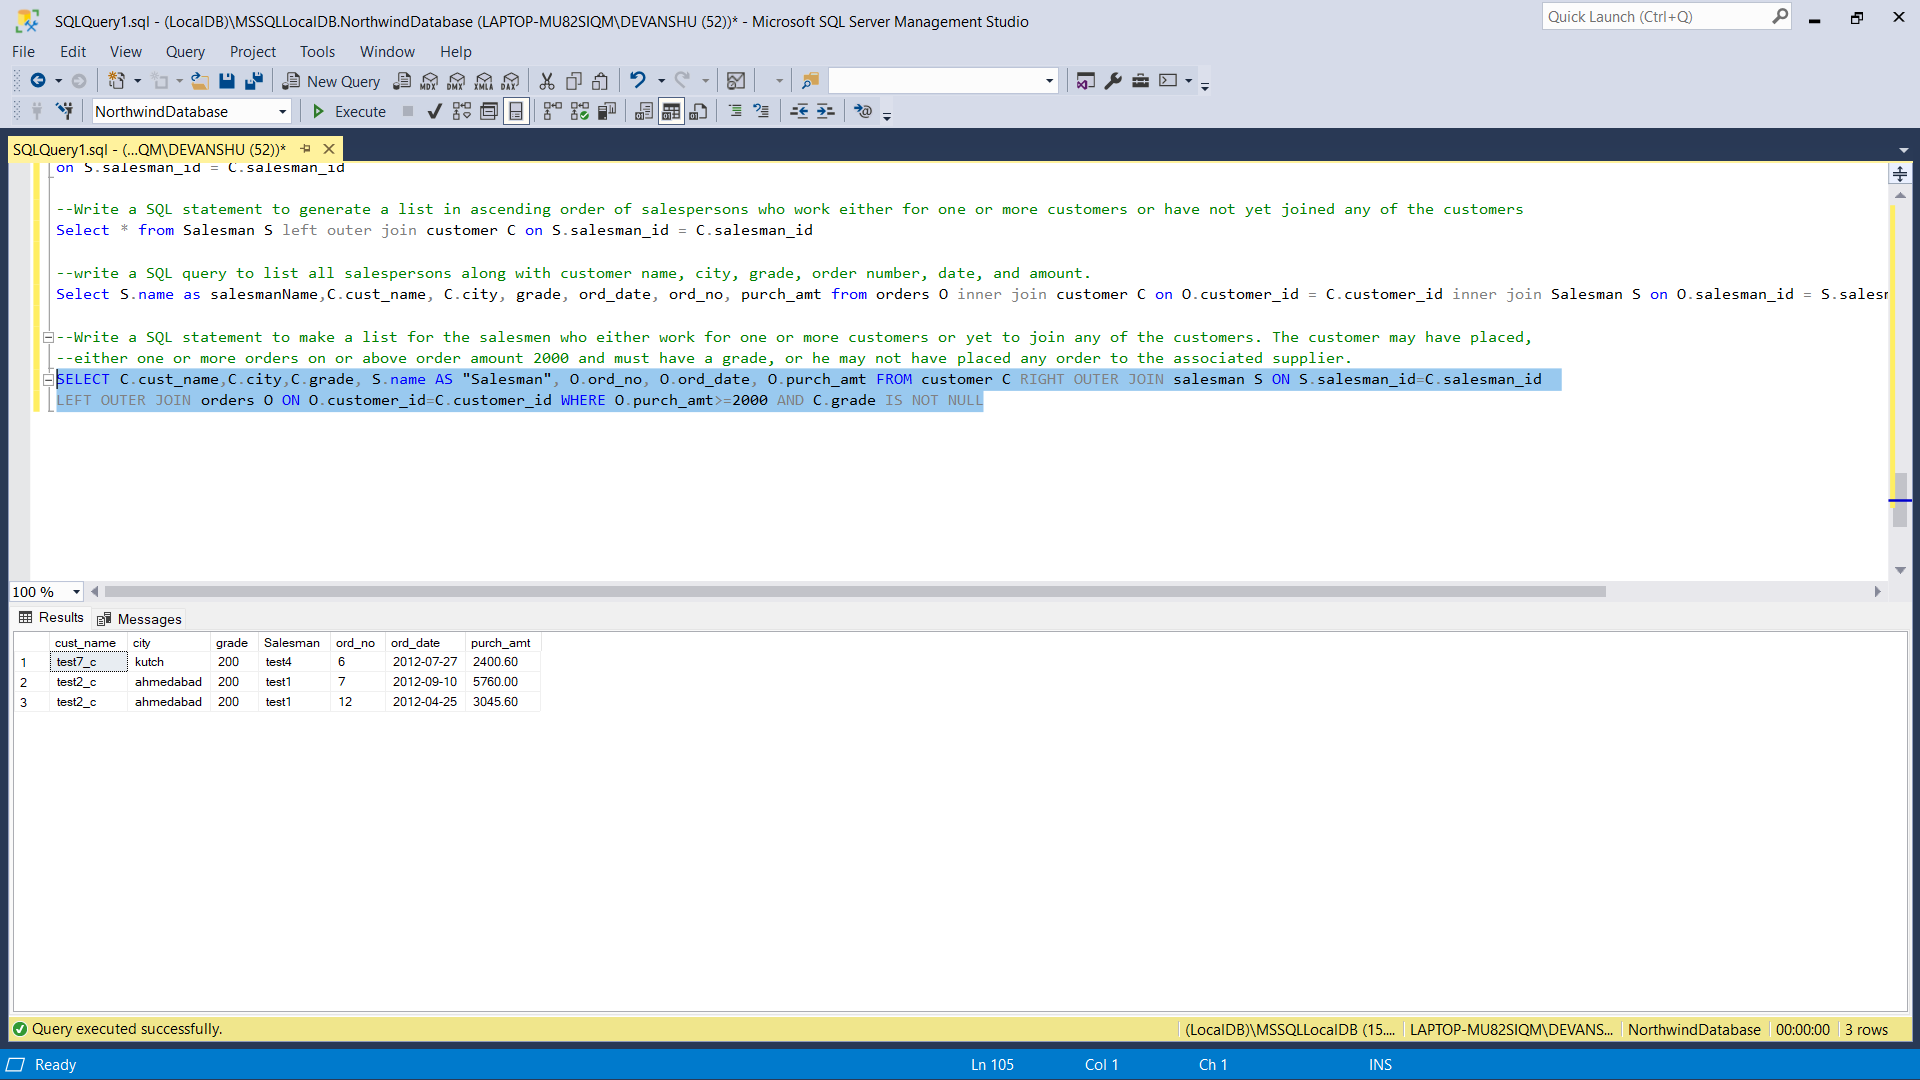 SQLQuery1.sql - (LocalDB)\MSSQLLocalDB.NorthwindDatabase (LAPTOP-MU82SIQM\DEVANSHU (52))* - Microsoft SQL Server Management Studio
Quick Launch (Ctrl+Q)
File Edit View Query Project Tools Window Help
New Query MDX DMX XMLA DAX
NorthwindDatabase Execute
SQLQuery1.sql - (...QM\DEVANSHU (52))*
on S.salesman_id = C.salesman_id
--Write a SQL statement to generate a list in ascending order of salespersons who work either for one or more customers or have not yet joined any of the customers
Select * from Salesman S left outer join customer C on S.salesman_id = C.salesman_id
--write a SQL query to list all salespersons along with customer name, city, grade, order number, date, and amount.
Select S.name as salesmanName,C.cust_name, C.city, grade, ord_date, ord_no, purch_amt from orders O inner join customer C on O.customer_id = C.customer_id inner join Salesman S on O.salesman_id = S.salesr
--Write a SQL statement to make a list for the salesmen who either work for one or more customers or yet to join any of the customers. The customer may have placed,
--either one or more orders on or above order amount 2000 and must have a grade, or he may not have placed any order to the associated supplier.
SELECT C.cust_name,C.city,C.grade, S.name AS "Salesman", O.ord_no, O.ord_date, O.purch_amt FROM customer C RIGHT OUTER JOIN salesman S ON S.salesman_id=C.salesman_id
LEFT OUTER JOIN orders O ON O.customer_id=C.customer_id WHERE O.purch_amt>=2000 AND C.grade IS NOT NULL
100 %
Results Messages
cust_name city grade Salesman ord_no ord_date purch_amt
1 test7_c kutch 200 test4 6 2012-07-27 2400.60
2 test2_c ahmedabad 200 test1 7 2012-09-10 5760.00
3 test2_c ahmedabad 200 test1 12 2012-04-25 3045.60
Query executed successfully.
(LocalDB)\MSSQLLocalDB (15.... LAPTOP-MU82SIQM\DEVANS... NorthwindDatabase 00:00:00 3 rows
Ready Ln 105 Col 1 Ch 1 INS